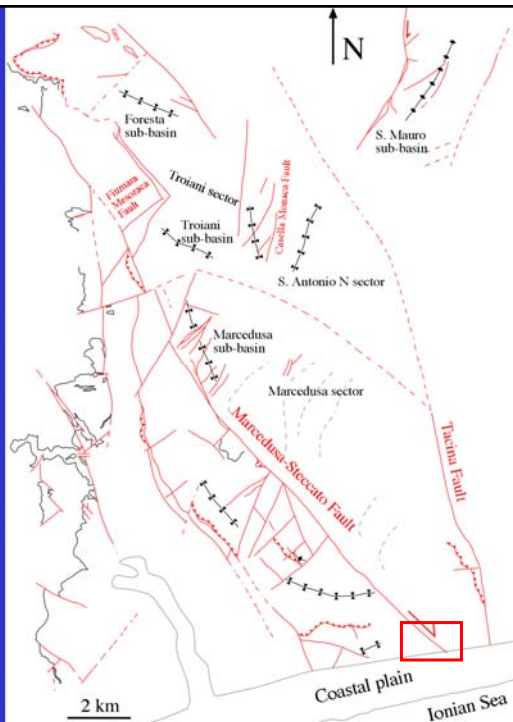 N
Foresta
sub-basin
S. Mauro
sub-basin
Troiani sector
Fiumara
Mesoraca
Fault
Casella Monaca Fault
Troiani
sub-basin
S. Antonio N sector
Marcedusa
sub-basin
Marcedusa sector
Marcedusa-Steccato Fault
Tacina Fault
2 km
Coastal plain
Ionian Sea